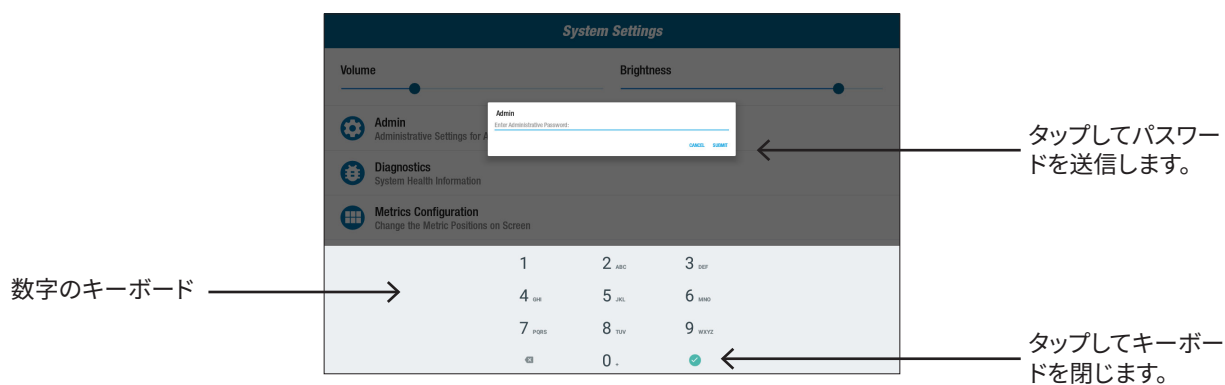 System Settings
Volume
Brightness
Admin
Administrative Settings for A
Admin
Enter Administrative Password:
CANCEL SUBMIT
Diagnostics
System Health Information
Metrics Configuration
Change the Metric Positions on Screen
タップしてパスワー
ドを送信します。
数字のキーボード
1 2 ABC 3 DEF
4 GHI 5 JKL 6 MNO
7 PQRS 8 TUV 9 WXYZ
0 .
タップしてキーボー
ドを閉じます。